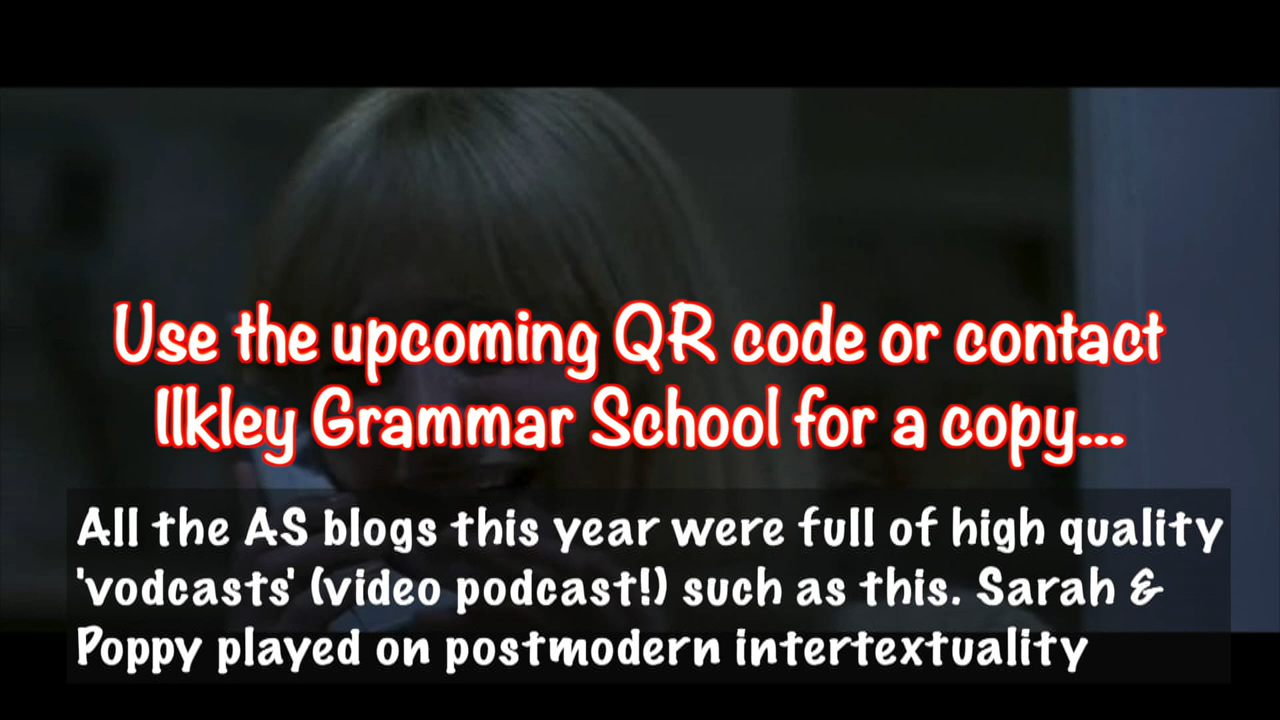 Use the upcoming QR code or contact
Ilkley Grammar School for a copy...
All the AS blogs this year were full of high quality
'vodcasts' (video podcast!) such as this. Sarah &
Poppy played on postmodern intertextuality